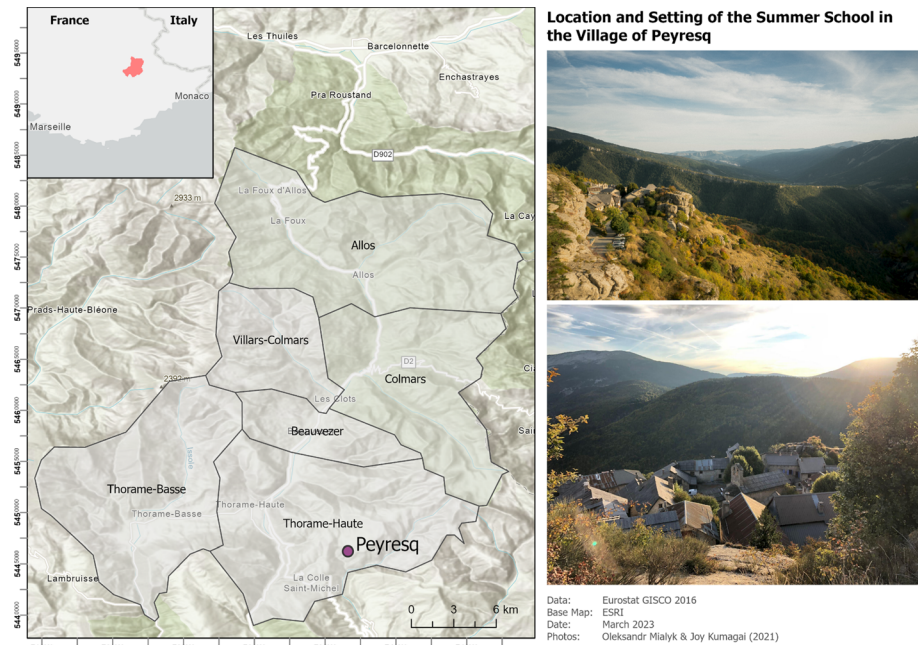 Location and Setting of the Summer School in
the Village of Peyresq
France
Italy
Monaco
Marseille
Les Thuiles
Barcelonnette
Enchastrayes
Pra Roustand
D902
La Foux d'Allos
2933 m
La Foux
La Cay
Allos
Allos
Prads-Haute-Bléone
Villars-Colmars
D2
Colmars
2392 m
Les Clots
Beauvezer
Thorame-Basse
Thorame-Haute
Thorame-Basse
Thorame-Haute
Peyresq
La Colle
Saint-Michel
Lambruisse
0 3 6 km
Data: Eurostat GISCO 2016
Base Map: ESRI
Date: March 2023
Photos: Oleksandr Mialyk & Joy Kumagai (2021)